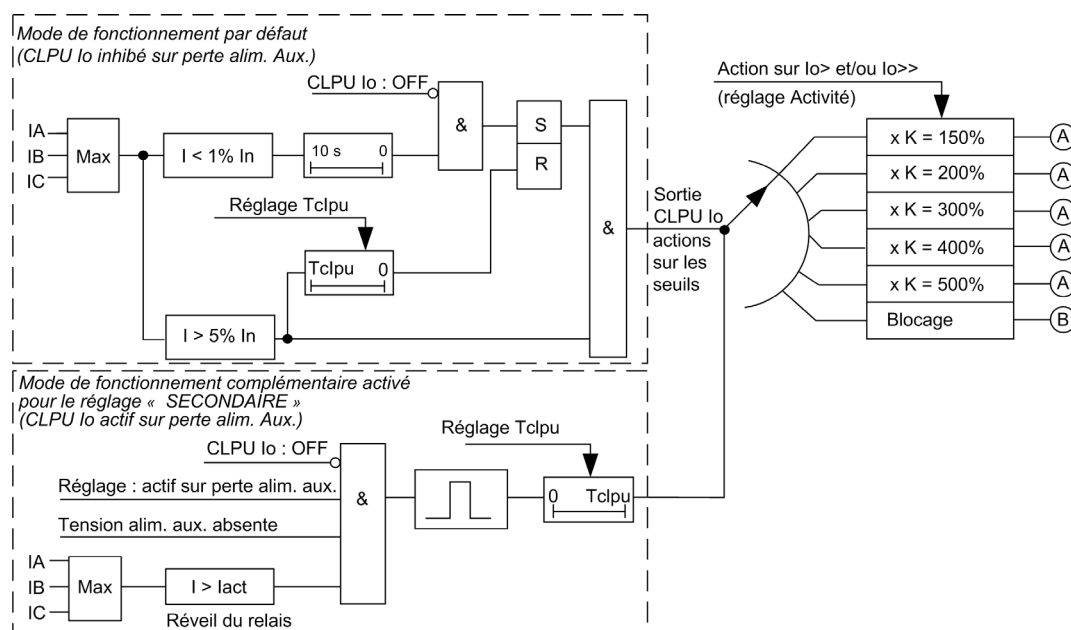 Mode de fonctionnement par défaut
(CLPU Io inhibé sur perte alim. Aux.)
CLPU Io : OFF
IA
IB
IC
Max
I < 1% In
10 s 0
&
S
R
Réglage Tclpu
Tclpu 0
I > 5% In
&
Sortie
CLPU Io
actions
sur les
seuils
Action sur Io> et/ou Io>>
(réglage Activité)
x K = 150%
A
x K = 200%
A
x K = 300%
A
x K = 400%
A
x K = 500%
A
Blocage
B
Mode de fonctionnement complémentaire activé
pour le réglage « SECONDAIRE »
(CLPU Io actif sur perte alim. Aux.)
CLPU Io : OFF
Réglage : actif sur perte alim. aux.
Tension alim. aux. absente
IA
IB
IC
Max
I > Iact
Réveil du relais
&
Réglage Tclpu
0 Tclpu